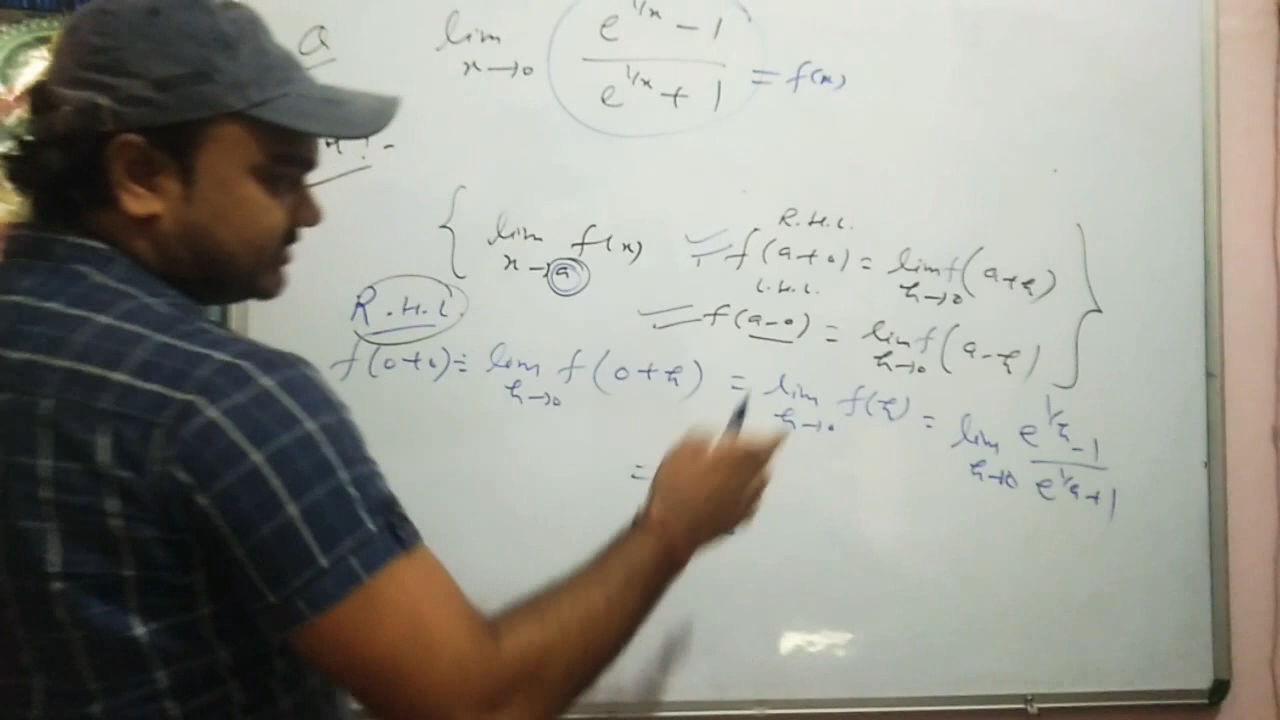 Q lim x→0 e^1/x - 1 / e^1/x + 1 = f(x)
:-
{ lim x→a f(x) R.H.L. f(a+0) = lim h→0 f(a+h) }
L.H.L. f(a-0) = lim h→0 f(a-h)
R.H.L.
f(0+0) = lim h→0 f(0+h) = lim h→0 f(h) = lim h→0 e^1/h - 1 / e^1/h + 1
=